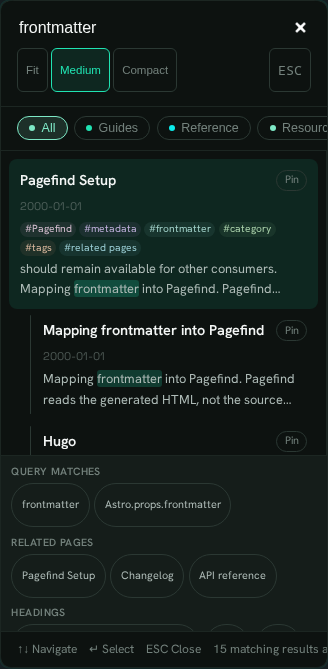 frontmatter ×
Fit Medium Compact ESC
All Guides Reference Resourc
Pagefind Setup Pin
2000-01-01
#Pagefind #metadata #frontmatter #category
#tags #related pages
should remain available for other consumers.
Mapping frontmatter into Pagefind. Pagefind…
Mapping frontmatter into Pagefind Pin
2000-01-01
Mapping frontmatter into Pagefind. Pagefind
reads the generated HTML, not the source…
Hugo Pin
QUERY MATCHES
frontmatter Astro.props.frontmatter
RELATED PAGES
Pagefind Setup Changelog API reference
HEADINGS
↑↓ Navigate ↵ Select ESC Close 15 matching results a